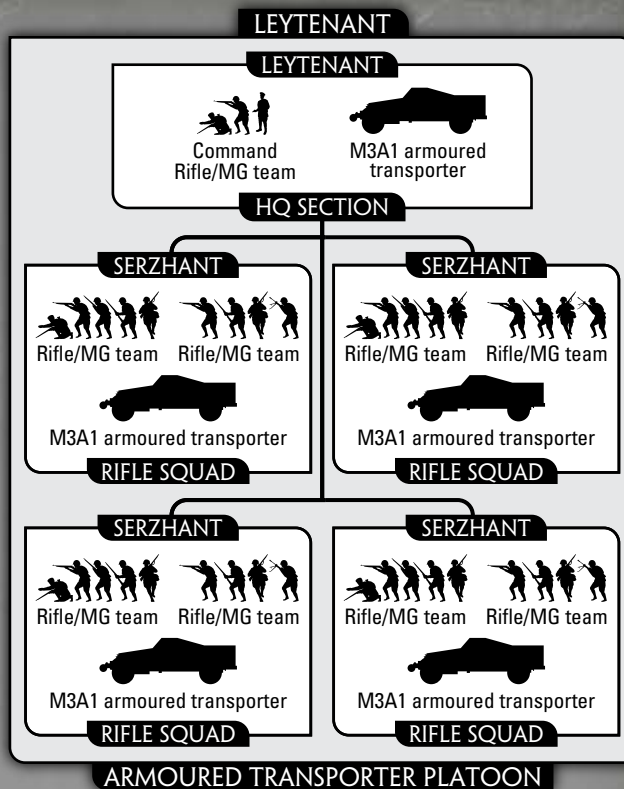 LEYTENANT
LEYTENANT
Command
Rifle/MG team
M3A1 armoured
transporter
HQ SECTION
SERZHANT
Rifle/MG team
Rifle/MG team
M3A1 armoured transporter
RIFLE SQUAD
SERZHANT
Rifle/MG team
Rifle/MG team
M3A1 armoured transporter
RIFLE SQUAD
SERZHANT
Rifle/MG team
Rifle/MG team
M3A1 armoured transporter
RIFLE SQUAD
SERZHANT
Rifle/MG team
Rifle/MG team
M3A1 armoured transporter
RIFLE SQUAD
ARMOURED TRANSPORTER PLATOON